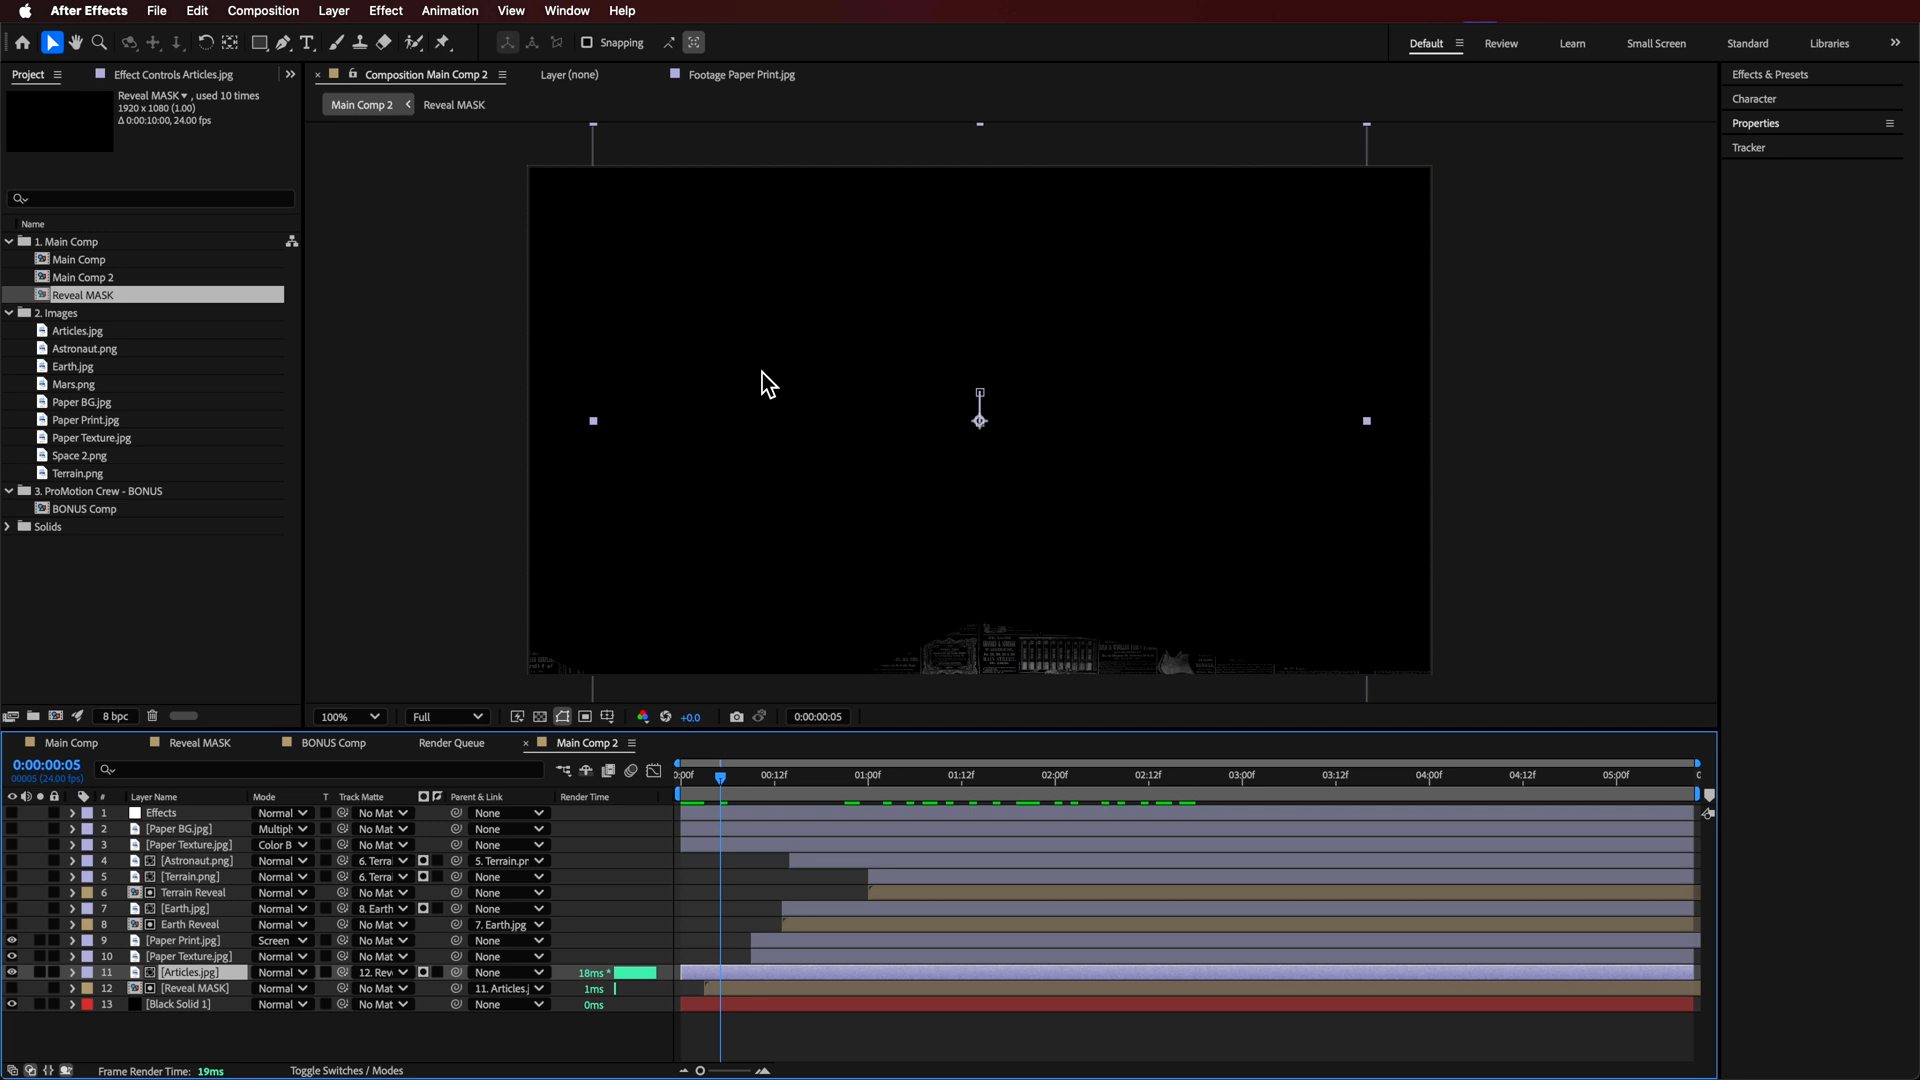 After Effects File Edit Composition Layer Effect Animation View Window Help
Snapping
Default Review Learn Small Screen Standard Libraries
Project Effect Controls Articles.jpg
Composition Main Comp 2 Layer (none) Footage Paper Print.jpg
Effects & Presets
Reveal MASK , used 10 times
1920 x 1080 (1.00)
Δ 0:00:10:00, 24.00 fps
Main Comp 2 Reveal MASK
Character
Properties
Tracker
Name
1. Main Comp
Main Comp
Main Comp 2
Reveal MASK
2. Images
Articles.jpg
Astronaut.png
Earth.jpg
Mars.png
Paper BG.jpg
Paper Print.jpg
Paper Texture.jpg
Space 2.png
Terrain.png
3. ProMotion Crew - BONUS
BONUS Comp
Solids
8 bpc
100% Full +0.0 0:00:00:05
Main Comp Reveal MASK BONUS Comp Render Queue Main Comp 2
0:00:00:05
00005 (24.00 fps)
00:12f 01:00f 01:12f 02:00f 02:12f 03:00f 03:12f 04:00f 04:12f 05:00f
# Layer Name Mode T Track Matte Parent & Link Render Time
1 Effects Normal No Mat None
2 [Paper BG.jpg] Multipl No Mat None
3 [Paper Texture.jpg] Color B No Mat None
4 [Astronaut.png] Normal 6. Terrai 5. Terrain.pr
5 [Terrain.png] Normal 6. Terrai None
6 Terrain Reveal Normal No Mat None
7 [Earth.jpg] Normal 8. Earth None
8 Earth Reveal Normal No Mat 7. Earth.jpg
9 [Paper Print.jpg] Screen No Mat None
10 [Paper Texture.jpg] Normal No Mat None
11 [Articles.jpg] Normal 12. Rev None 18ms *
12 [Reveal MASK] Normal No Mat 11. Articles.j 1ms
13 [Black Solid 1] Normal No Mat None 0ms
Frame Render Time: 19ms Toggle Switches / Modes